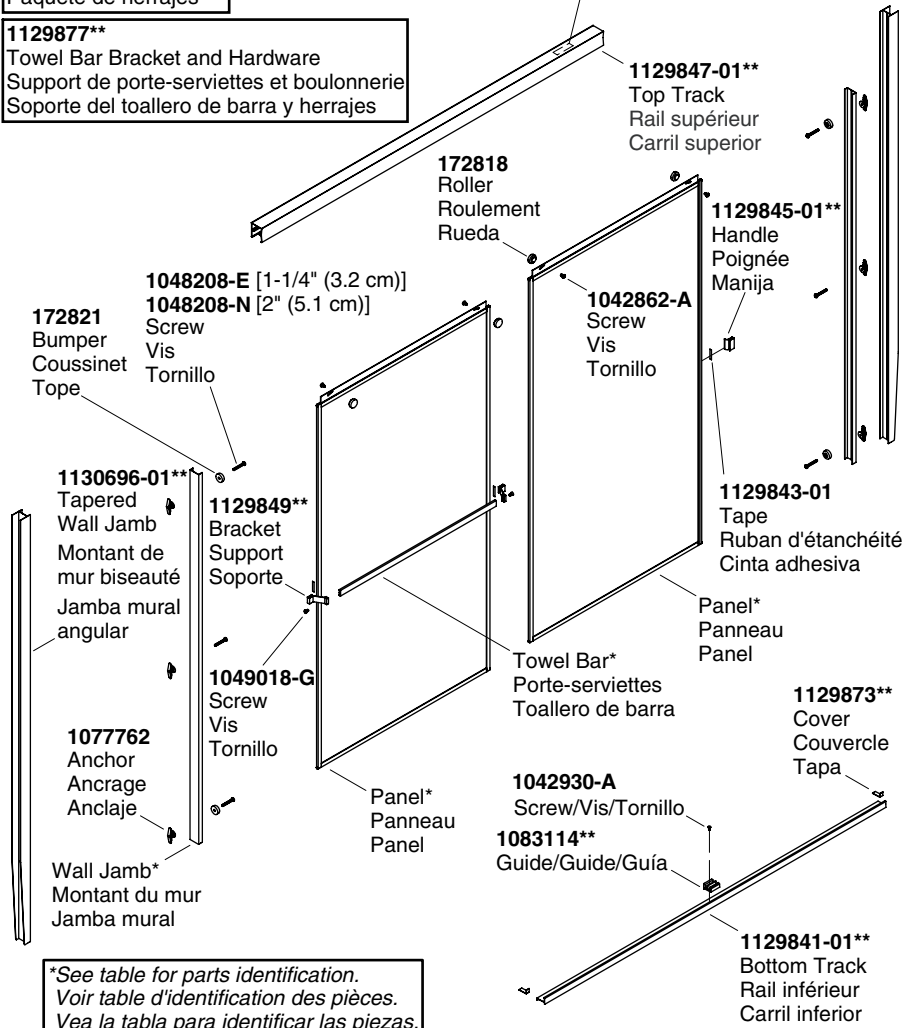 Paquete de herrajes
1129877**
Towel Bar Bracket and Hardware
Support de porte-serviettes et boulonnerie
Soporte del toallero de barra y herrajes
1129847-01**
Top Track
Rail supérieur
Carril superior
172818
Roller
Roulement
Rueda
1129845-01**
Handle
Poignée
Manija
1048208-E [1-1/4" (3.2 cm)]
1048208-N [2" (5.1 cm)]
Screw
Vis
Tornillo
1042862-A
Screw
Vis
Tornillo
172821
Bumper
Coussinet
Tope
1130696-01**
Tapered
Wall Jamb
Montant de
mur biseauté
Jamba mural
angular
1129849**
Bracket
Support
Soporte
1129843-01
Tape
Ruban d'étanchéité
Cinta adhesiva
Panel*
Panneau
Panel
Towel Bar*
Porte-serviettes
Toallero de barra
1049018-G
Screw
Vis
Tornillo
1129873**
Cover
Couvercle
Tapa
1077762
Anchor
Ancrage
Anclaje
Panel*
Panneau
Panel
1042930-A
Screw/Vis/Tornillo
1083114**
Guide/Guide/Guía
Wall Jamb*
Montant du mur
Jamba mural
1129841-01**
Bottom Track
Rail inférieur
Carril inferior
*See table for parts identification.
Voir table d'identification des pièces.
Vea la tabla para identificar las piezas.